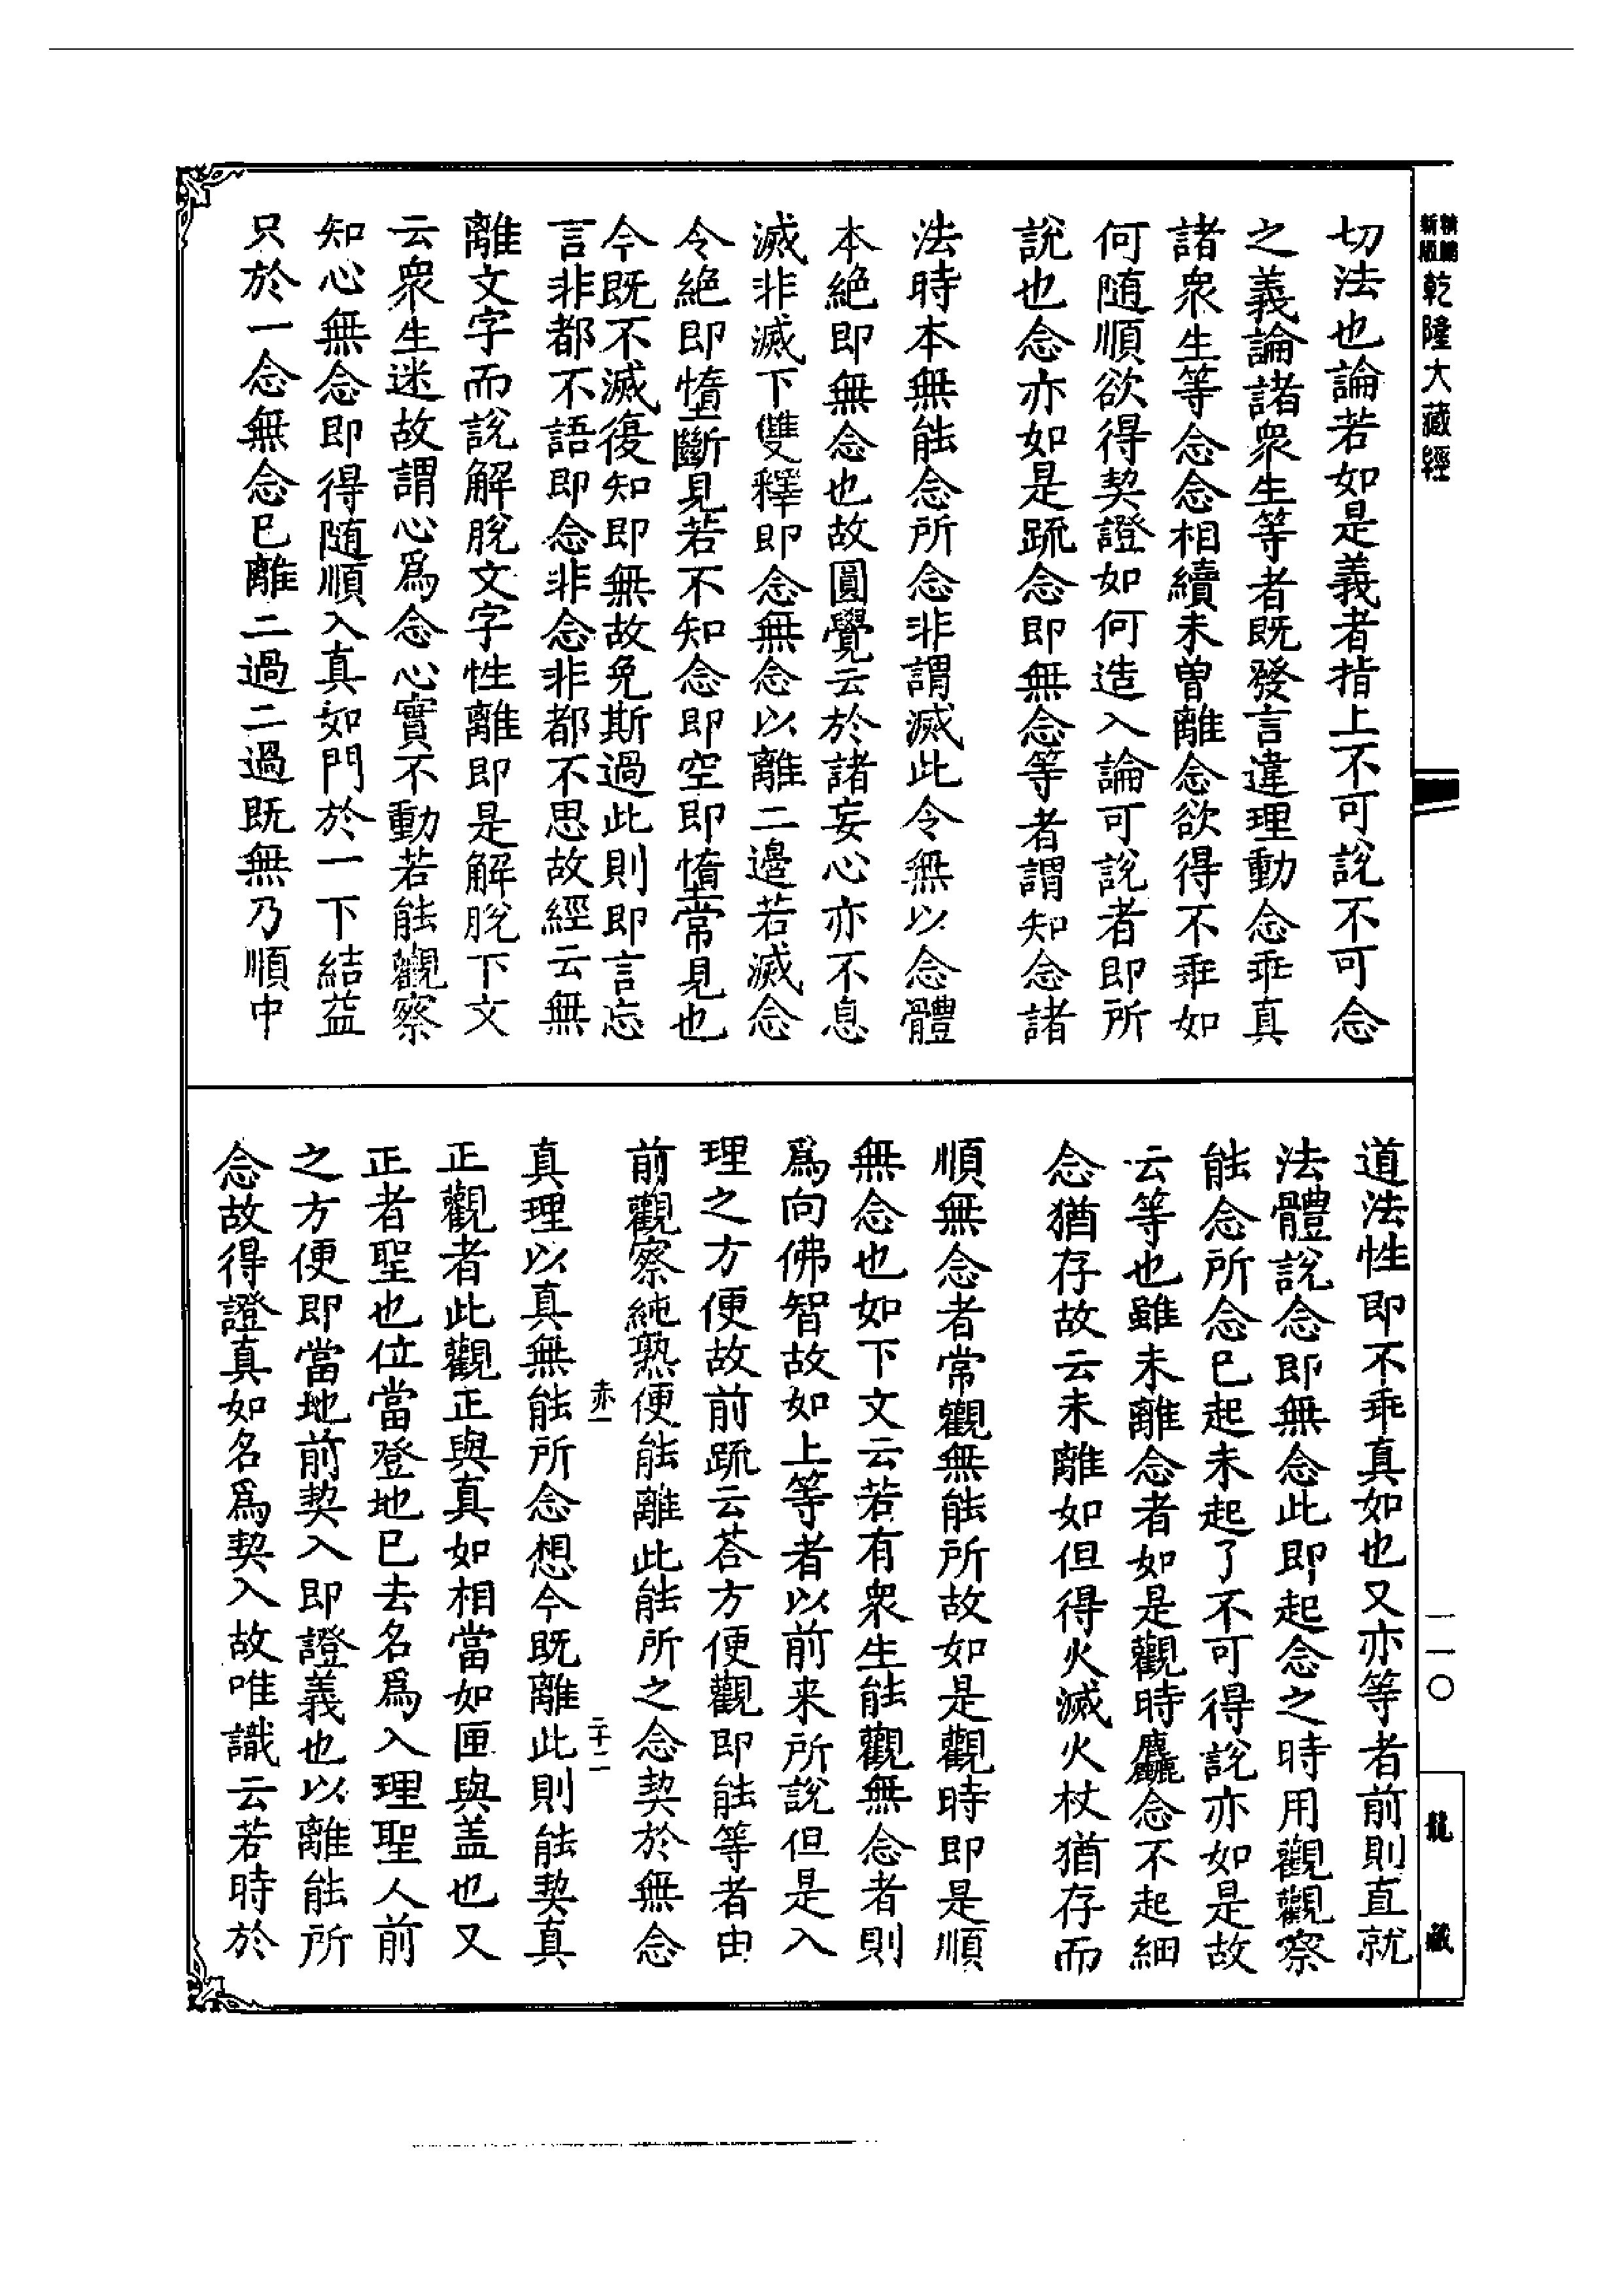 新版
精縮
乾隆大藏經
切法也論若如是義者指上不可說不可念
之義論諸衆生等者既發言違理動念乖真
諸衆生等念念相續未曾離念欲得不乖如
何隨順欲得契證如何造入論可說者即所
說也念亦如是䟽念即無念等者謂知念諸
法時本無能念所念非謂滅此令無以念體
本絶即無念也故圓覺云於諸妄心亦不息
滅非滅下雙釋即念無念以離二邊若滅念
令絶即墮斷見若不知念即空即墮常見也
今既不滅復知即無故免斯過此則即言忘
言非都不語即念非念非都不思故經云無
離文字而說解脫文字性離即是解脫下文
云衆生迷故謂心爲念心實不動若能觀察
知心無念即得隨順入真如門於一下結益
只於一念無念已離二過二過既無乃順中
道法性即不乖真如也又亦等者前則直就
法體說念即無念此即起念之時用觀觀察
能念所念已起未起了不可得說亦如是故
云等也雖未離念者如是觀時麤念不起細
念猶存故云未離如但得火滅火杖猶存而
順無念者常觀無能所故如是觀時即是順
無念也如下文云若有衆生能觀無念者則
爲向佛智故如上等者以前来所說但是入
理之方便故前䟽云荅方便觀即能等者由
前觀察純熟便能離此能所之念契於無念
赤一
二十二
真理以真無能所念想今既離此則能契真
正觀者此觀正與真如相當如匣與盖也又
正者聖也位當登地已去名爲入理聖人前
之方便即當地前契入即證義也以離能所
念故得證真如名爲契入故唯識云若時於
一一〇
龍
藏